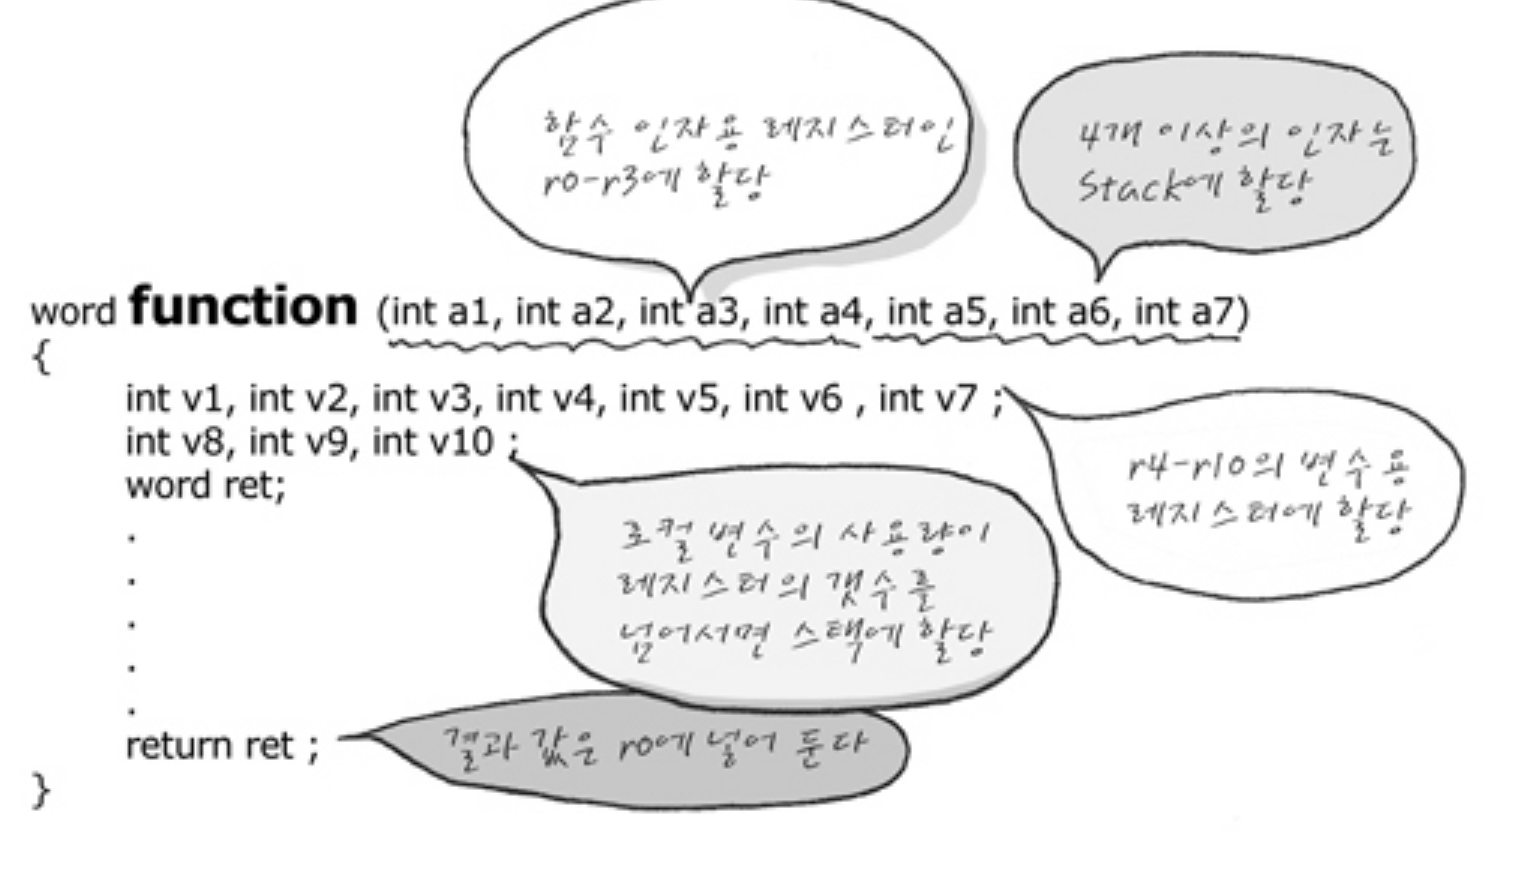 함수 인자용 레지스터인
r0-r3에 할당
4개 이상의 인자는
Stack에 할당
word function (int a1, int a2, int a3, int a4, int a5, int a6, int a7)
{
int v1, int v2, int v3, int v4, int v5, int v6 , int v7 ;
int v8, int v9, int v10 ;
word ret;
r4-r10의 변수용
레지스터에 할당
로컬 변수의 사용량이
레지스터의 갯수를
넘어서면 스택에 할당
.
.
.
.
.
return ret ;
결과 값은 r0에 넣어 둔다
}